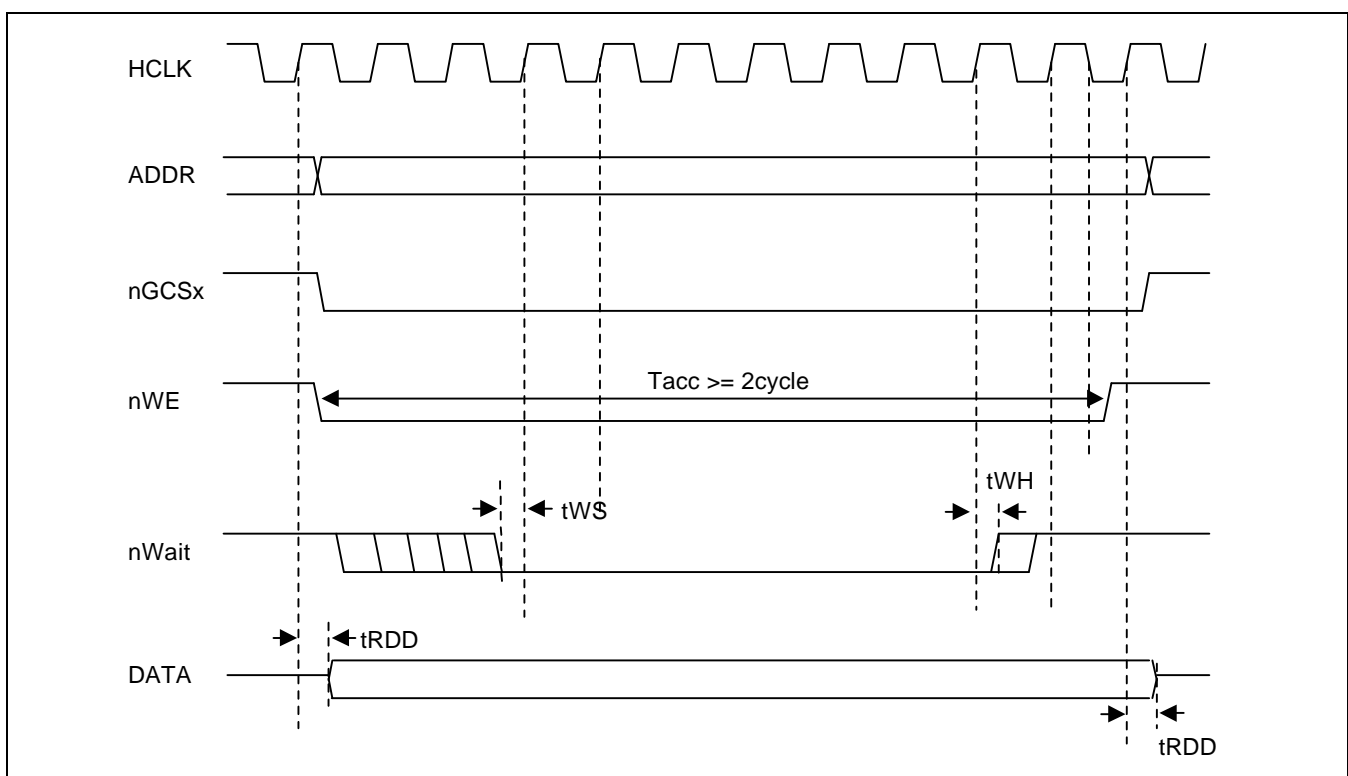 HCLK
ADDR
nGCSx
nWE
Tacc >= 2cycle
tWS
tWH
nWait
tRDD
DATA
tRDD